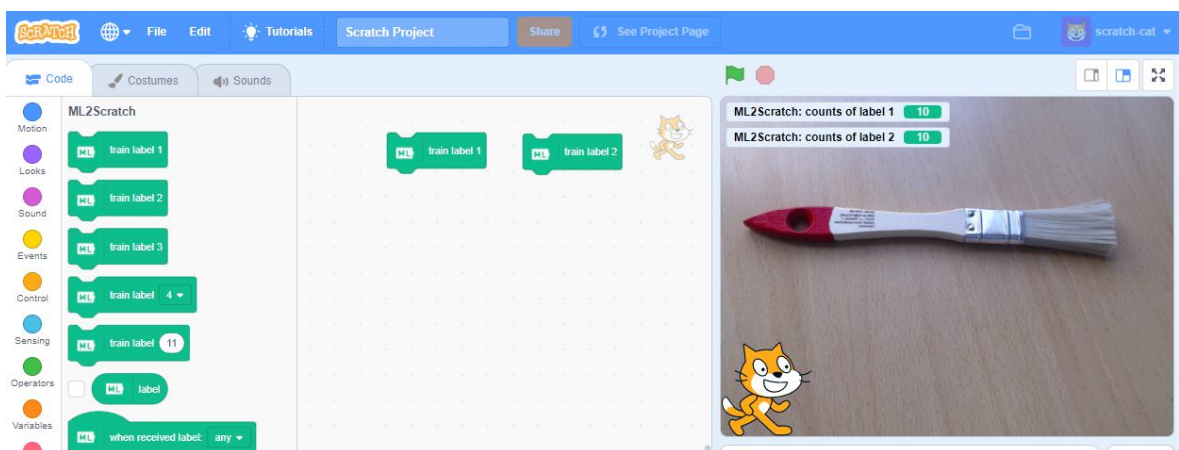 SCRATCH File Edit Tutorials Scratch Project Share See Project Page scratch-cat
Code Costumes Sounds
Motion
Looks
Sound
Events
Control
Sensing
Operators
Variables
ML2Scratch
ML train label 1
ML train label 2
ML train label 3
ML train label 4
ML train label 11
ML label
ML when received label: any
ML train label 1
ML train label 2
ML2Scratch: counts of label 1 10
ML2Scratch: counts of label 2 10